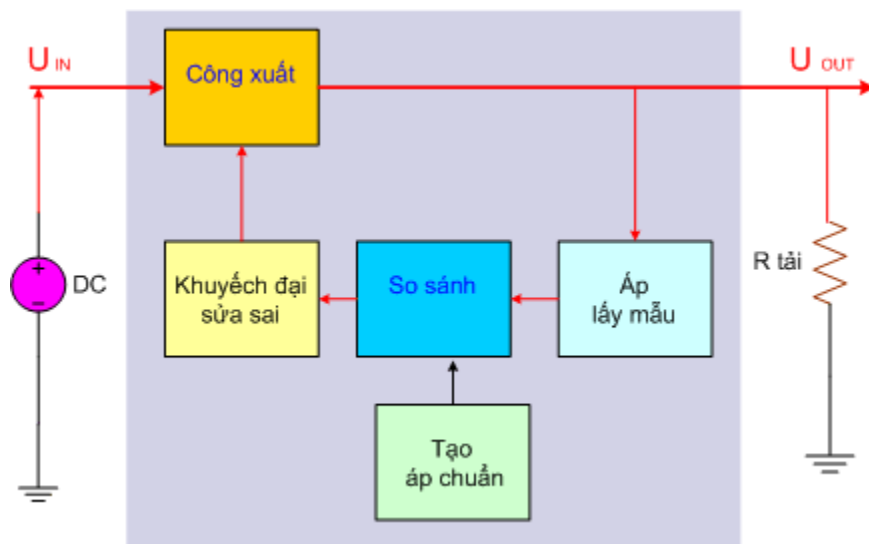 U IN
Công xuất
U OUT
+
−
DC
Khuyếch đại
sửa sai
So sánh
Áp
lấy mẫu
R tải
Tạo
áp chuẩn